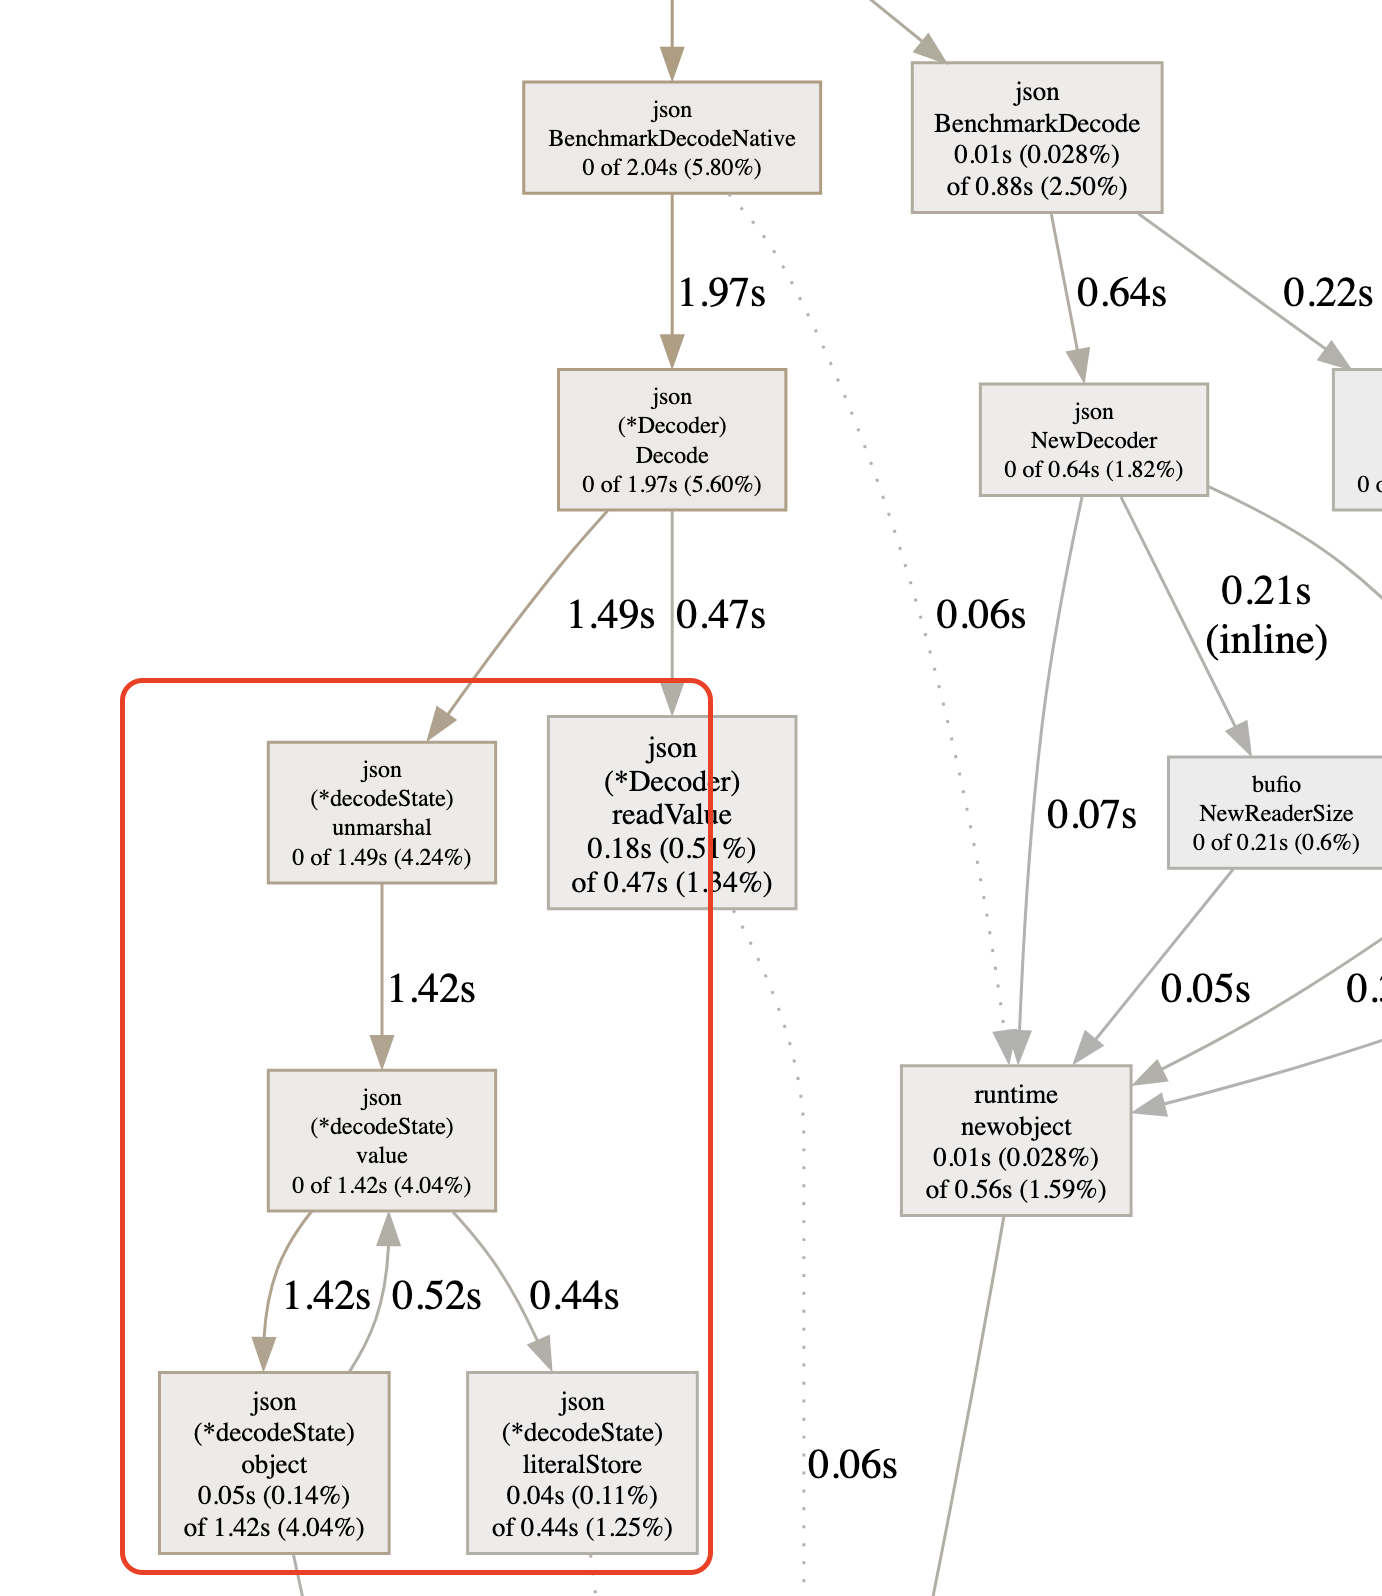 json
BenchmarkDecodeNative
0 of 2.04s (5.80%)
json
BenchmarkDecode
0.01s (0.028%)
of 0.88s (2.50%)
1.97s
0.64s
0.22s
json
(*Decoder)
Decode
0 of 1.97s (5.60%)
json
NewDecoder
0 of 0.64s (1.82%)
0
1.49s
0.47s
0.06s
0.21s
(inline)
json
(*decodeState)
unmarshal
0 of 1.49s (4.24%)
json
(*Decoder)
readValue
0.18s (0.51%)
of 0.47s (1.34%)
0.07s
bufio
NewReaderSize
0 of 0.21s (0.6%)
1.42s
0.05s
json
(*decodeState)
value
0 of 1.42s (4.04%)
runtime
newobject
0.01s (0.028%)
of 0.56s (1.59%)
1.42s
0.52s
0.44s
json
(*decodeState)
object
0.05s (0.14%)
of 1.42s (4.04%)
json
(*decodeState)
literalStore
0.04s (0.11%)
of 0.44s (1.25%)
0.06s